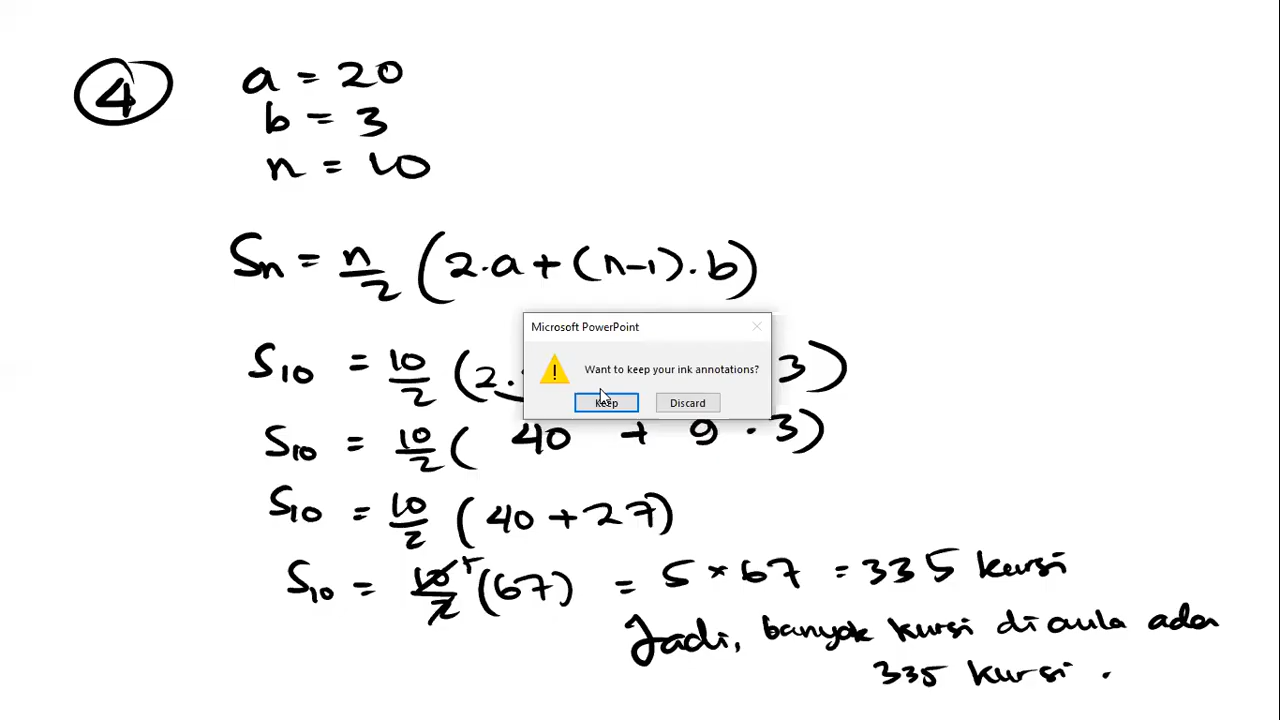 4
a = 20
b = 3
n = 10
Sn = n/2 (2.a + (n-1).b)
S10 = 10/2 (2. 3)
S10 = 10/2 ( 40 + 9 . 3)
S10 = 10/2 (40 + 27)
S10 = 10/2 5 (67) = 5 × 67 = 335 kursi
Jadi, banyak kursi di aula ada
335 kursi .
Microsoft PowerPoint
Want to keep your ink annotations?
Keep Discard